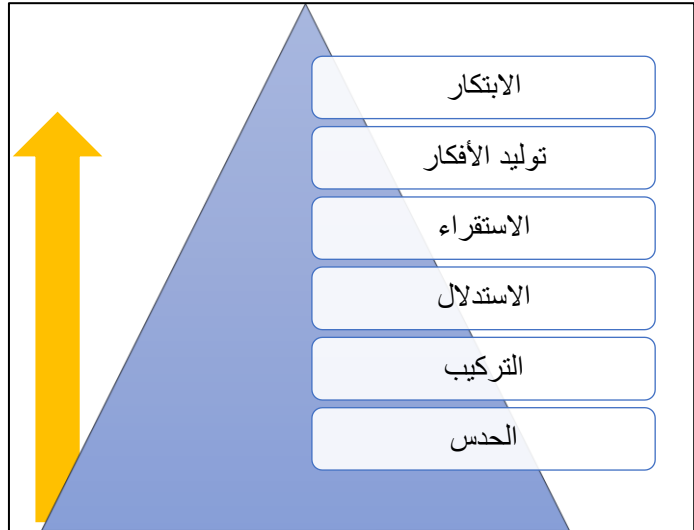 الابتكار
توليد الأفكار
الاستقراء
الاستدلال
التركيب
الحدس